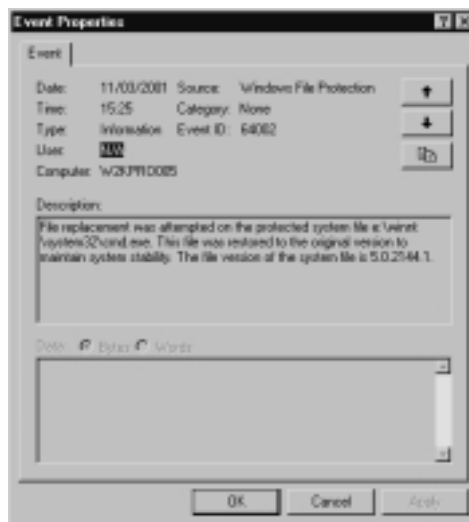 Event Properties
Event
Date: 11/03/2001 Source: Windows File Protection
Time: 15:25 Category: None
Type: Information Event ID: 64002
User: N/A
Computer: W2KPRO005
Description:
File replacement was attempted on the protected system file e:\winnt
\system32\cmd.exe. This file was restored to the original version to
maintain system stability. The file version of the system file is 5.0.2144.1.
Data: Bytes Words
OK Cancel Apply